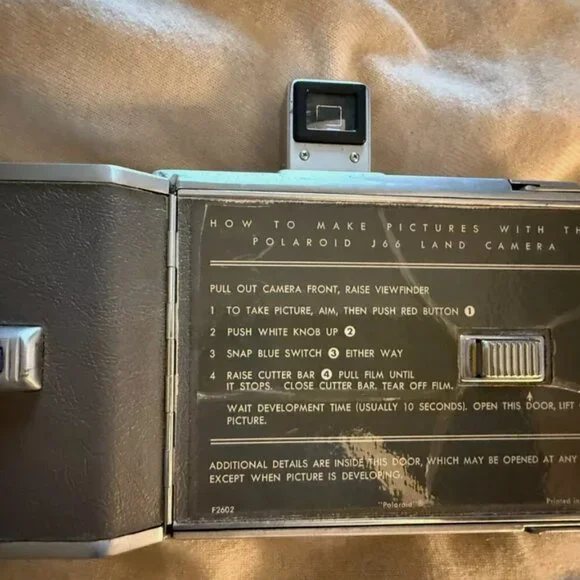 HOW TO MAKE PICTURES WITH TH
POLAROID J66 LAND CAMERA
PULL OUT CAMERA FRONT, RAISE VIEWFINDER
1 TO TAKE PICTURE, AIM, THEN PUSH RED BUTTON 1
2 PUSH WHITE KNOB UP 2
3 SNAP BLUE SWITCH 3 EITHER WAY
4 RAISE CUTTER BAR 4 PULL FILM UNTIL
IT STOPS. CLOSE CUTTER BAR. TEAR OFF FILM.
WAIT DEVELOPMENT TIME (USUALLY 10 SECONDS). OPEN THIS DOOR, LIFT
PICTURE.
ADDITIONAL DETAILS ARE INSIDE THIS DOOR, WHICH MAY BE OPENED AT ANY
EXCEPT WHEN PICTURE IS DEVELOPING.
F2602 "Polaroid" ® Printed in